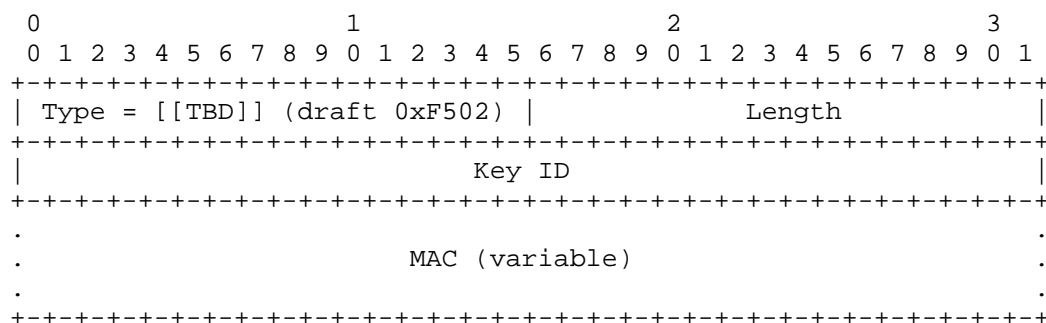 0                   1                   2                   3
0 1 2 3 4 5 6 7 8 9 0 1 2 3 4 5 6 7 8 9 0 1 2 3 4 5 6 7 8 9 0 1
+-+-+-+-+-+-+-+-+-+-+-+-+-+-+-+-+-+-+-+-+-+-+-+-+-+-+-+-+-+-+-+-+
| Type = [[TBD]] (draft 0xF502) |             Length            |
+-+-+-+-+-+-+-+-+-+-+-+-+-+-+-+-+-+-+-+-+-+-+-+-+-+-+-+-+-+-+-+-+
|                            Key ID                             |
+-+-+-+-+-+-+-+-+-+-+-+-+-+-+-+-+-+-+-+-+-+-+-+-+-+-+-+-+-+-+-+-+
.                                                               .
.                        MAC (variable)                         .
.                                                               .
+-+-+-+-+-+-+-+-+-+-+-+-+-+-+-+-+-+-+-+-+-+-+-+-+-+-+-+-+-+-+-+-+